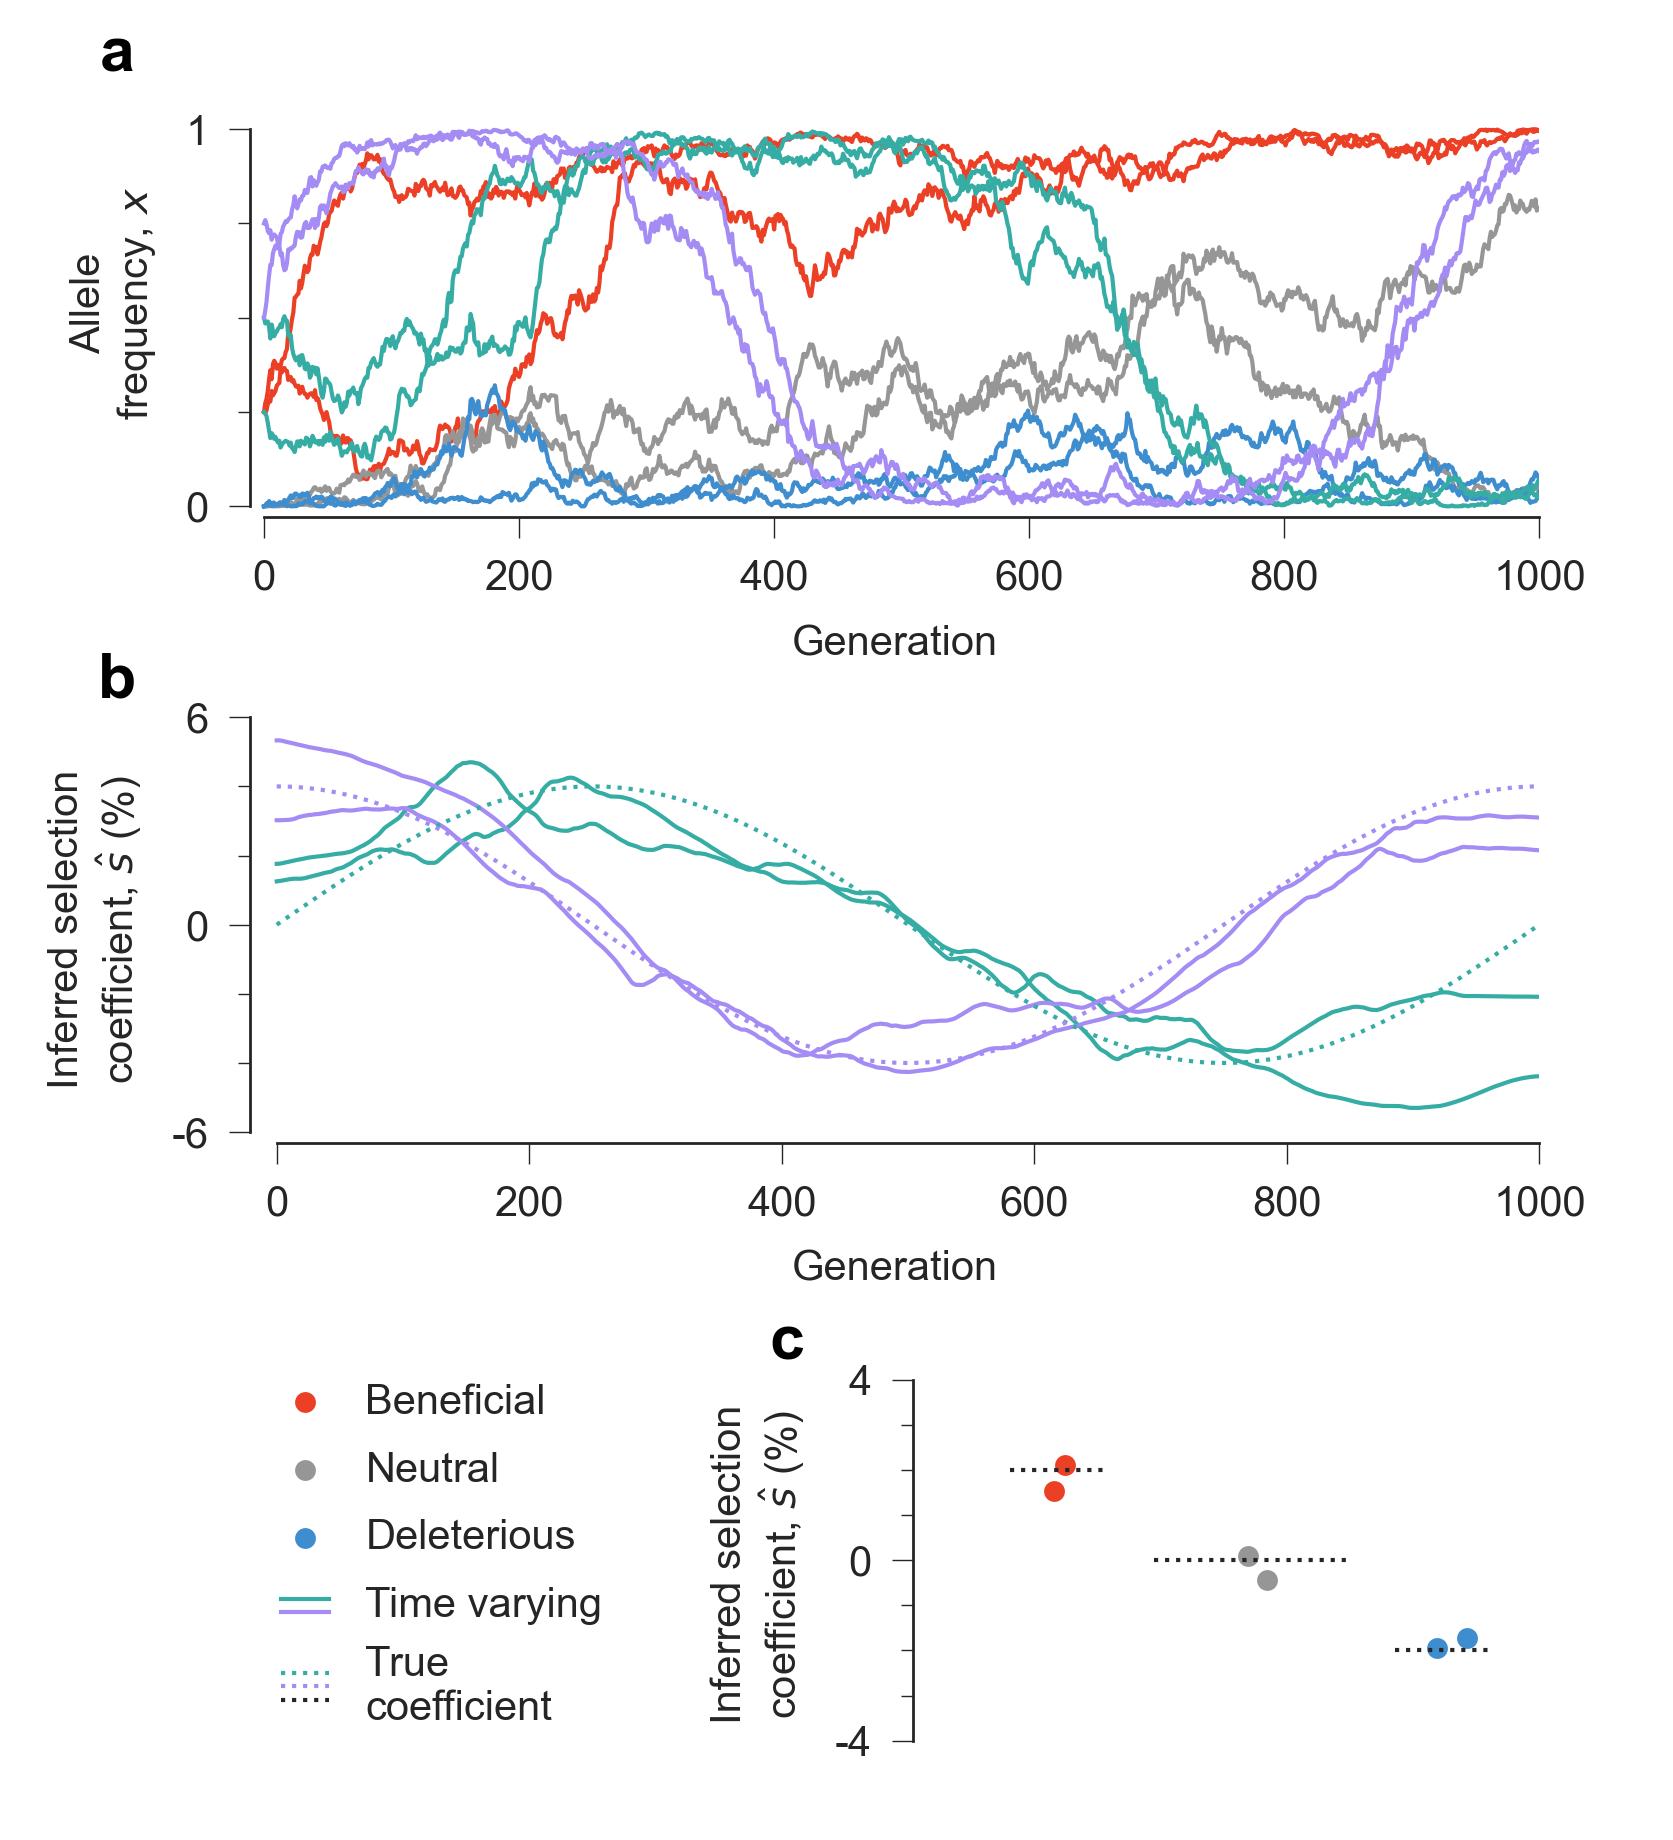 a
1
0
Allele
frequency, x
0 200 400 600 800 1000
Generation
b
6
0
-6
Inferred selection
coefficient, ŝ (%)
0 200 400 600 800 1000
Generation
c
4
0
-4
Inferred selection
coefficient, ŝ (%)
Beneficial
Neutral
Deleterious
Time varying
True
coefficient